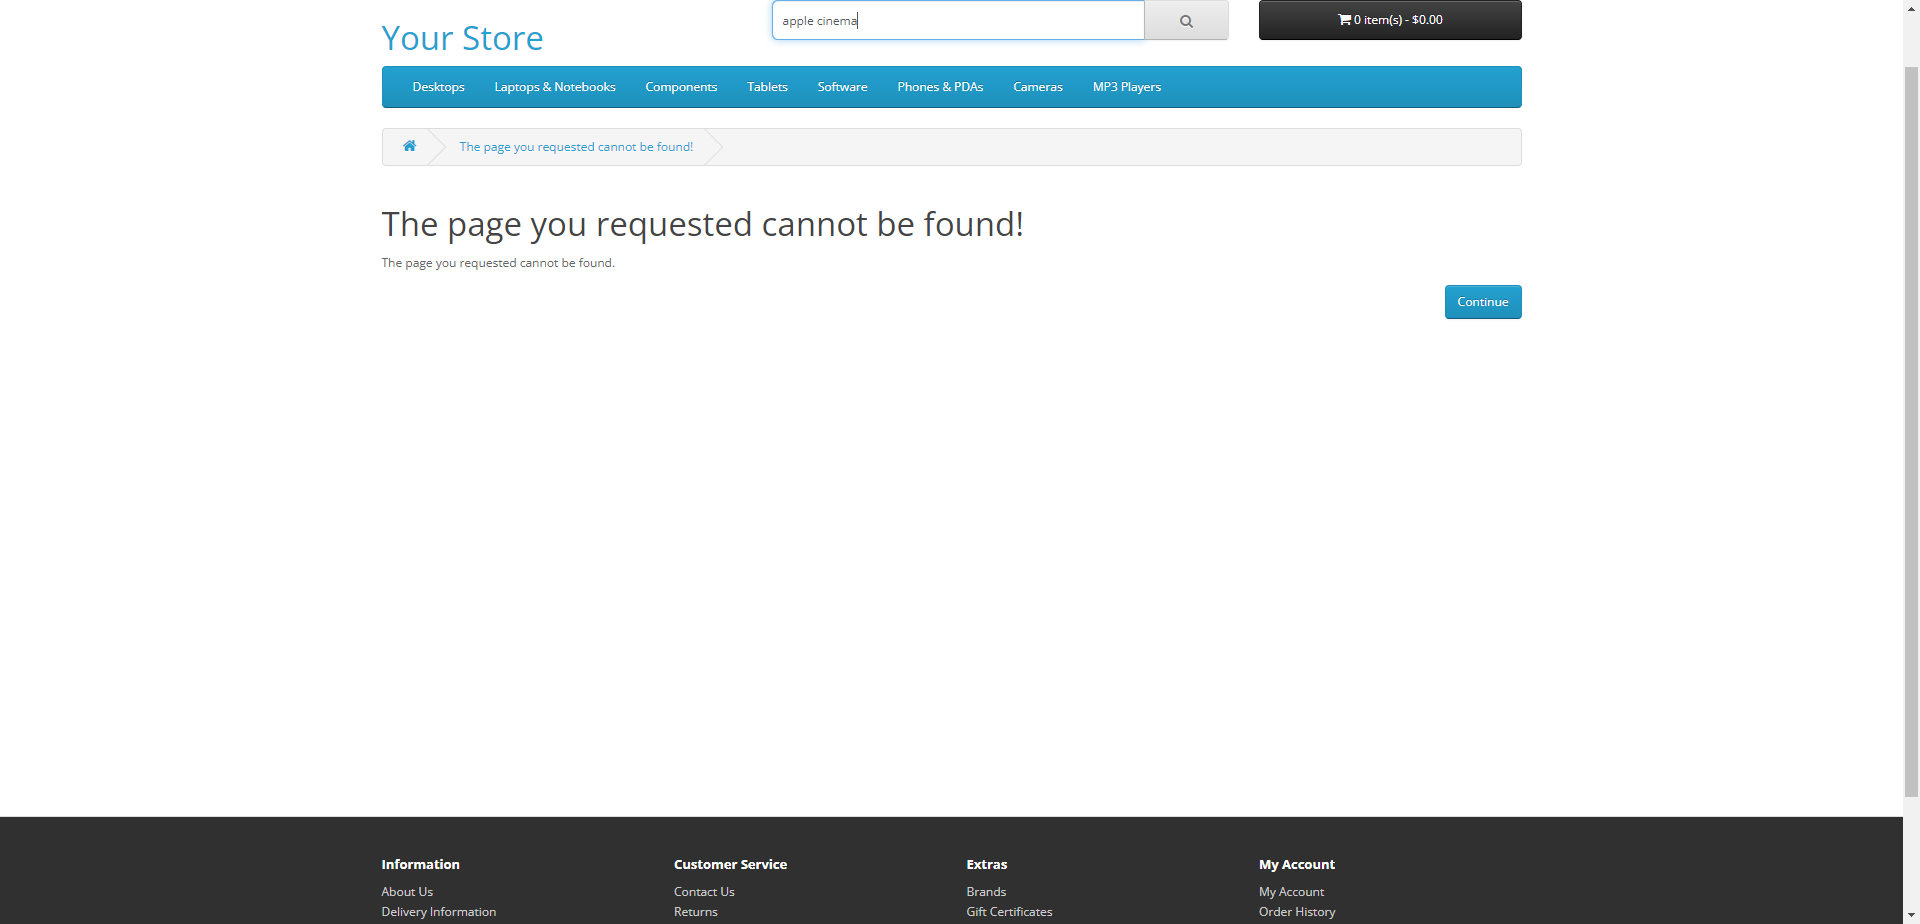 Your Store
apple cinema
0 item(s) - $0.00
Desktops
Laptops & Notebooks
Components
Tablets
Software
Phones & PDAs
Cameras
MP3 Players
The page you requested cannot be found!
The page you requested cannot be found!
The page you requested cannot be found.
Continue
Information
About Us
Delivery Information
Customer Service
Contact Us
Returns
Extras
Brands
Gift Certificates
My Account
My Account
Order History